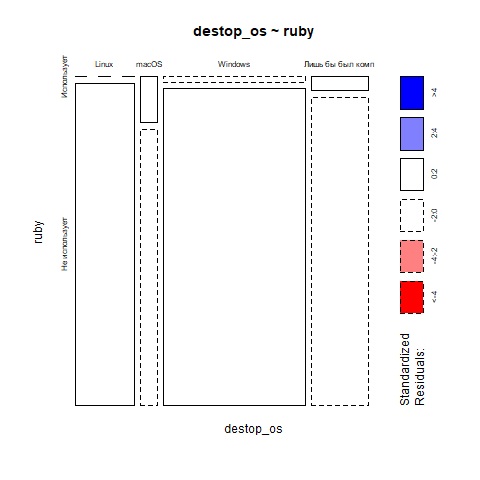 destop_os ~ ruby
Linux macOS Windows Лишь бы был комп
Использует
Не использует
ruby
destop_os
Standardized
Residuals:
<-4
-4:-2
-2:0
0:2
2:4
>4